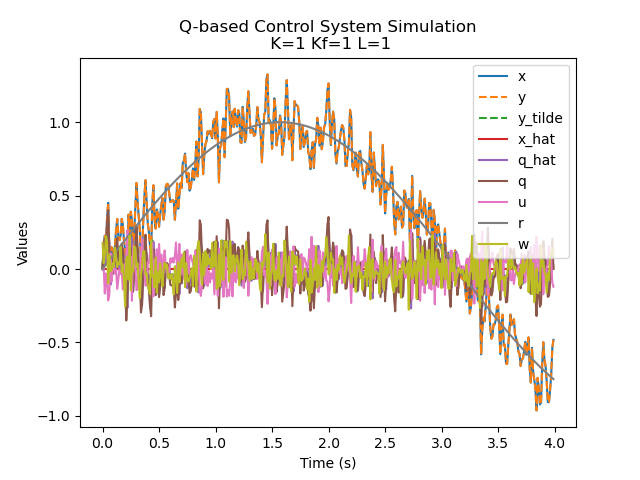 Q-based Control System Simulation
K=1 Kf=1 L=1
x
y
y_tilde
x_hat
q_hat
q
u
r
w
Values
1.0
0.5
0.0
−0.5
−1.0
0.0 0.5 1.0 1.5 2.0 2.5 3.0 3.5 4.0
Time (s)